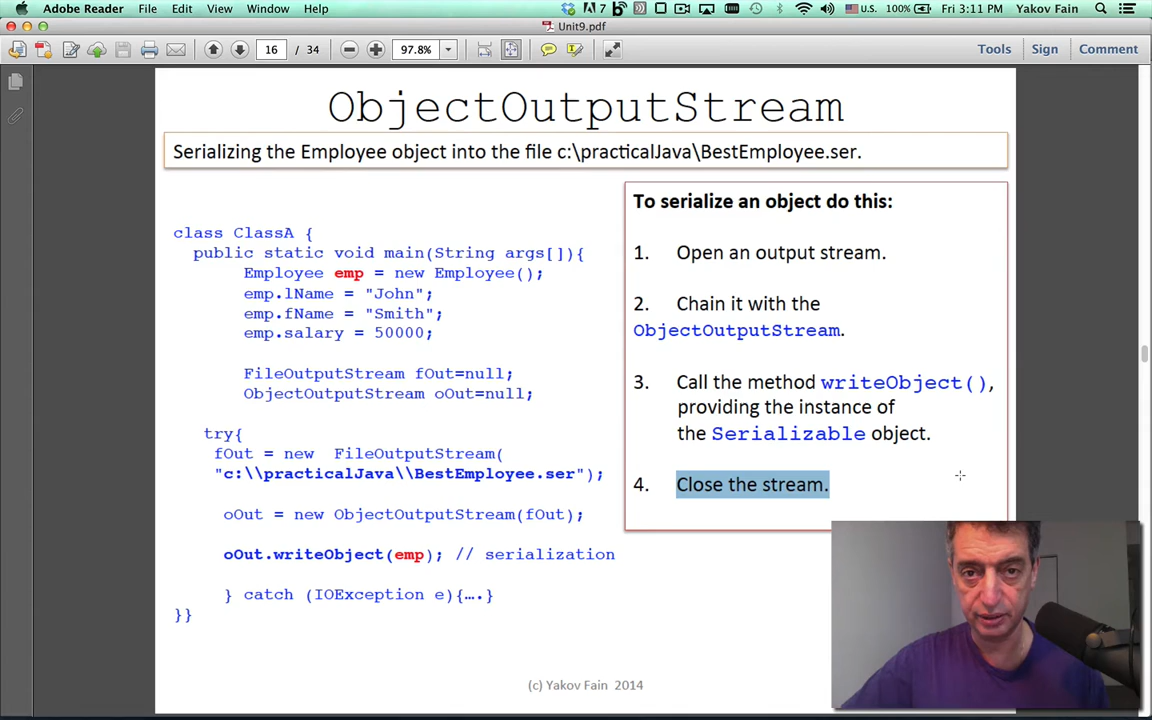 Adobe Reader File Edit View Window Help
7 U.S. 100% Fri 3:11 PM Yakov Fain
Unit9.pdf
16 / 34 97.8% Tools Sign Comment
ObjectOutputStream
Serializing the Employee object into the file c:\practicalJava\BestEmployee.ser.
class ClassA {
public static void main(String args[]){
Employee emp = new Employee();
emp.lName = "John";
emp.fName = "Smith";
emp.salary = 50000;
FileOutputStream fOut=null;
ObjectOutputStream oOut=null;
try{
fOut = new FileOutputStream(
"c:\\practicalJava\\BestEmployee.ser");
oOut = new ObjectOutputStream(fOut);
oOut.writeObject(emp); // serialization
} catch (IOException e){….}
}}
To serialize an object do this:
1. Open an output stream.
2. Chain it with the
ObjectOutputStream.
3. Call the method writeObject(),
providing the instance of
the Serializable object.
4. Close the stream.
(c) Yakov Fain 2014